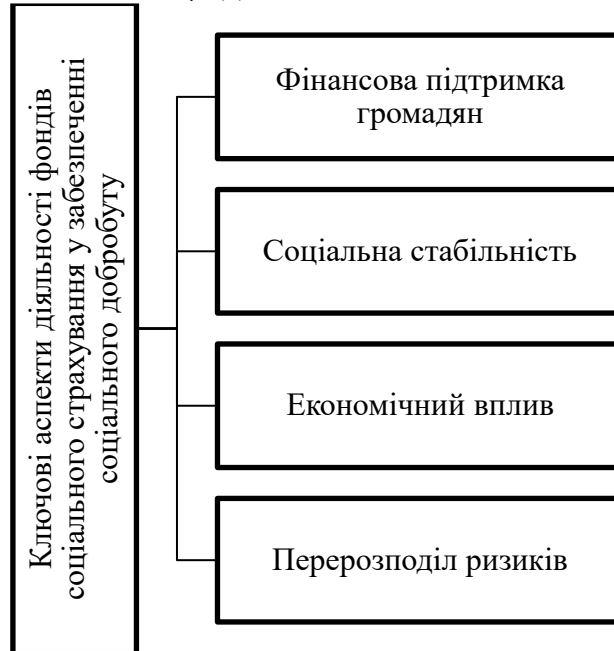 Ключові аспекти діяльності фондів
соціального страхування у забезпеченні
соціального добробуту
Фінансова підтримка
громадян
Соціальна стабільність
Економічний вплив
Перерозподіл ризиків